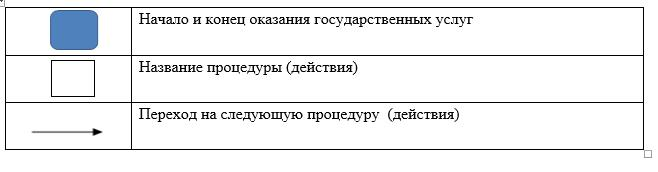 Начало и конец оказания государственных услуг
Название процедуры (действия)
Переход на следующую процедуру  (действия)